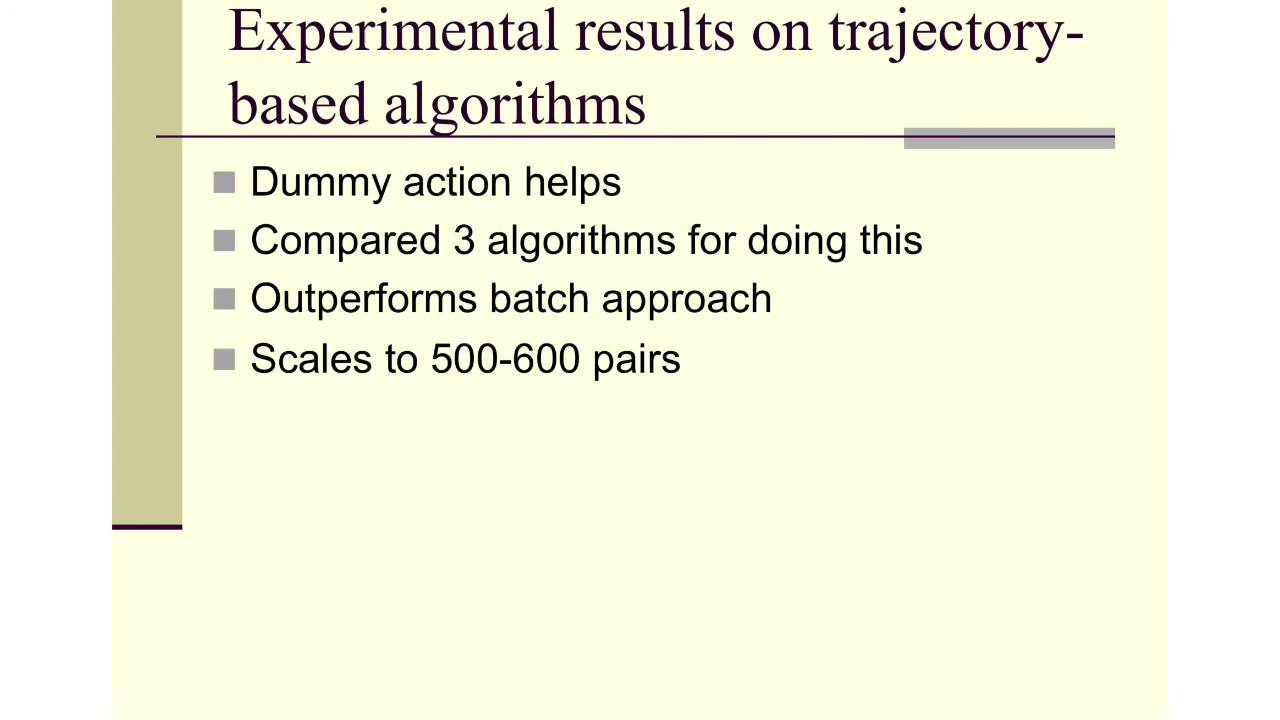 Experimental results on trajectory-
based algorithms
Dummy action helps
Compared 3 algorithms for doing this
Outperforms batch approach
Scales to 500-600 pairs